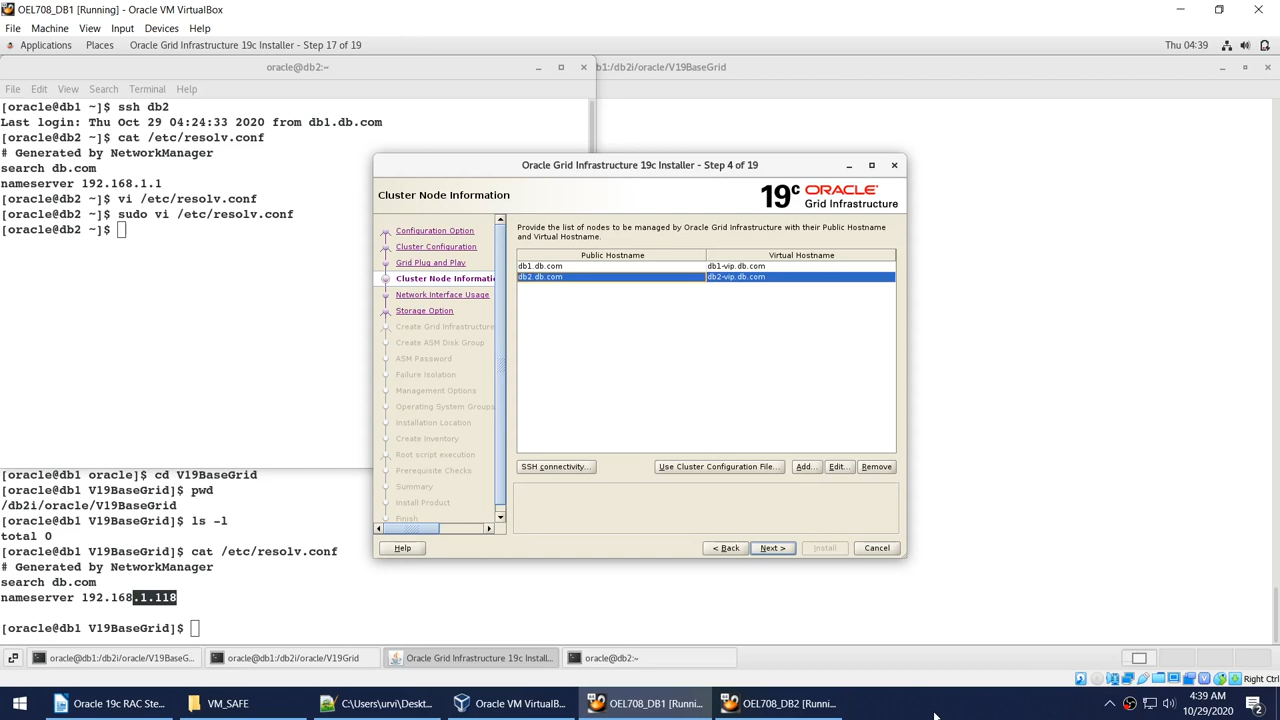 OEL708_DB1 [Running] - Oracle VM VirtualBox
File Machine View Input Devices Help
Applications Places Oracle Grid Infrastructure 19c Installer - Step 17 of 19 Thu 04:39
oracle@db2:~
b1:/db2i/oracle/V19BaseGrid
File Edit View Search Terminal Help
[oracle@db1 ~]$ ssh db2
Last login: Thu Oct 29 04:24:33 2020 from db1.db.com
[oracle@db2 ~]$ cat /etc/resolv.conf
# Generated by NetworkManager
search db.com
nameserver 192.168.1.1
[oracle@db2 ~]$ vi /etc/resolv.conf
[oracle@db2 ~]$ sudo vi /etc/resolv.conf
[oracle@db2 ~]$
Oracle Grid Infrastructure 19c Installer - Step 4 of 19
Cluster Node Information
19c ORACLE
Grid Infrastructure
Configuration Option
Cluster Configuration
Grid Plug and Play
Cluster Node Informati
Network Interface Usage
Storage Option
Create Grid Infrastructure
Create ASM Disk Group
ASM Password
Failure Isolation
Management Options
Operating System Groups
Installation Location
Create Inventory
Root script execution
Prerequisite Checks
Summary
Install Product
Finish
Provide the list of nodes to be managed by Oracle Grid Infrastructure with their Public Hostname
and Virtual Hostname.
Public Hostname Virtual Hostname
db1.db.com db1-vip.db.com
db2.db.com db2-vip.db.com
SSH connectivity... Use Cluster Configuration File... Add... Edit... Remove
Help < Back Next > Install Cancel
[oracle@db1 oracle]$ cd V19BaseGrid
[oracle@db1 V19BaseGrid]$ pwd
/db2i/oracle/V19BaseGrid
[oracle@db1 V19BaseGrid]$ ls -l
total 0
[oracle@db1 V19BaseGrid]$ cat /etc/resolv.conf
# Generated by NetworkManager
search db.com
nameserver 192.168.1.118
[oracle@db1 V19BaseGrid]$
oracle@db1:/db2i/oracle/V19BaseG... oracle@db1:/db2i/oracle/V19Grid Oracle Grid Infrastructure 19c Install... oracle@db2:~
Right Ctrl
Oracle 19c RAC Ste... VM_SAFE C:\Users\urvi\Deskt... Oracle VM VirtualB... OEL708_DB1 [Runni... OEL708_DB2 [Runni...
4:39 AM
10/29/2020
2